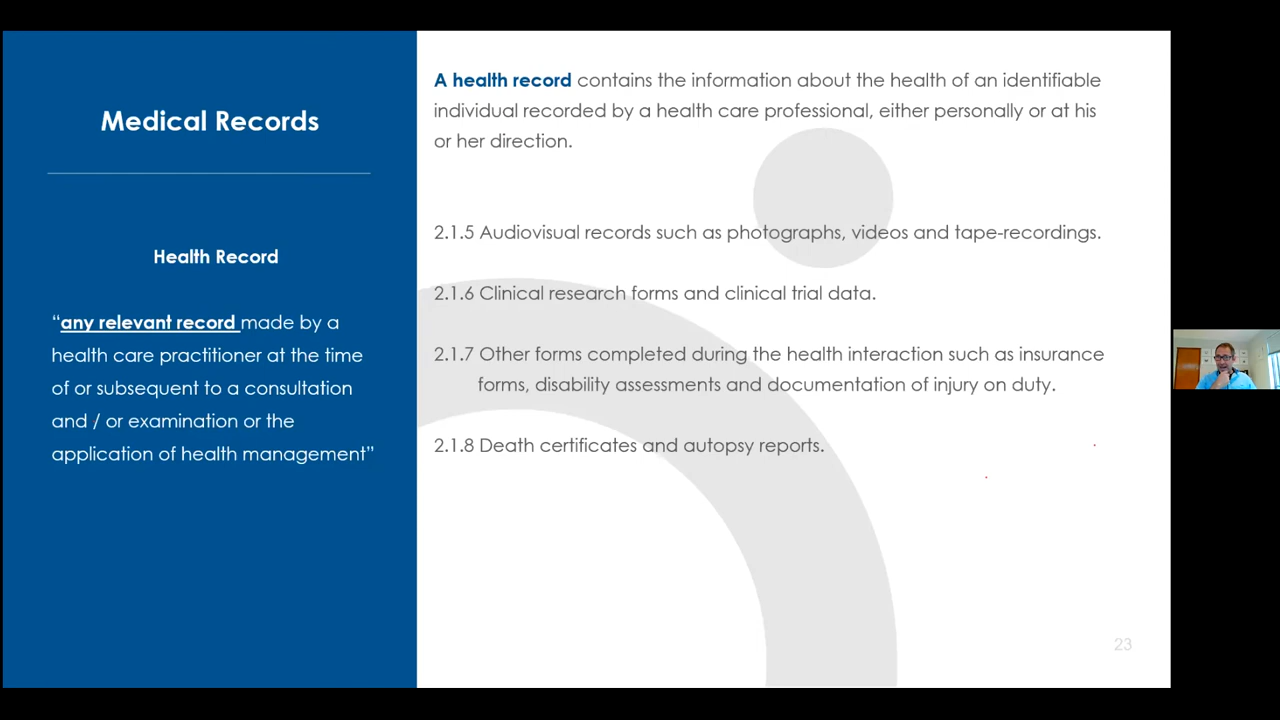 Medical Records
Health Record
“any relevant record made by a
health care practitioner at the time
of or subsequent to a consultation
and / or examination or the
application of health management”
A health record contains the information about the health of an identifiable
individual recorded by a health care professional, either personally or at his
or her direction.
2.1.5 Audiovisual records such as photographs, videos and tape-recordings.
2.1.6 Clinical research forms and clinical trial data.
2.1.7 Other forms completed during the health interaction such as insurance
forms, disability assessments and documentation of injury on duty.
2.1.8 Death certificates and autopsy reports.
23